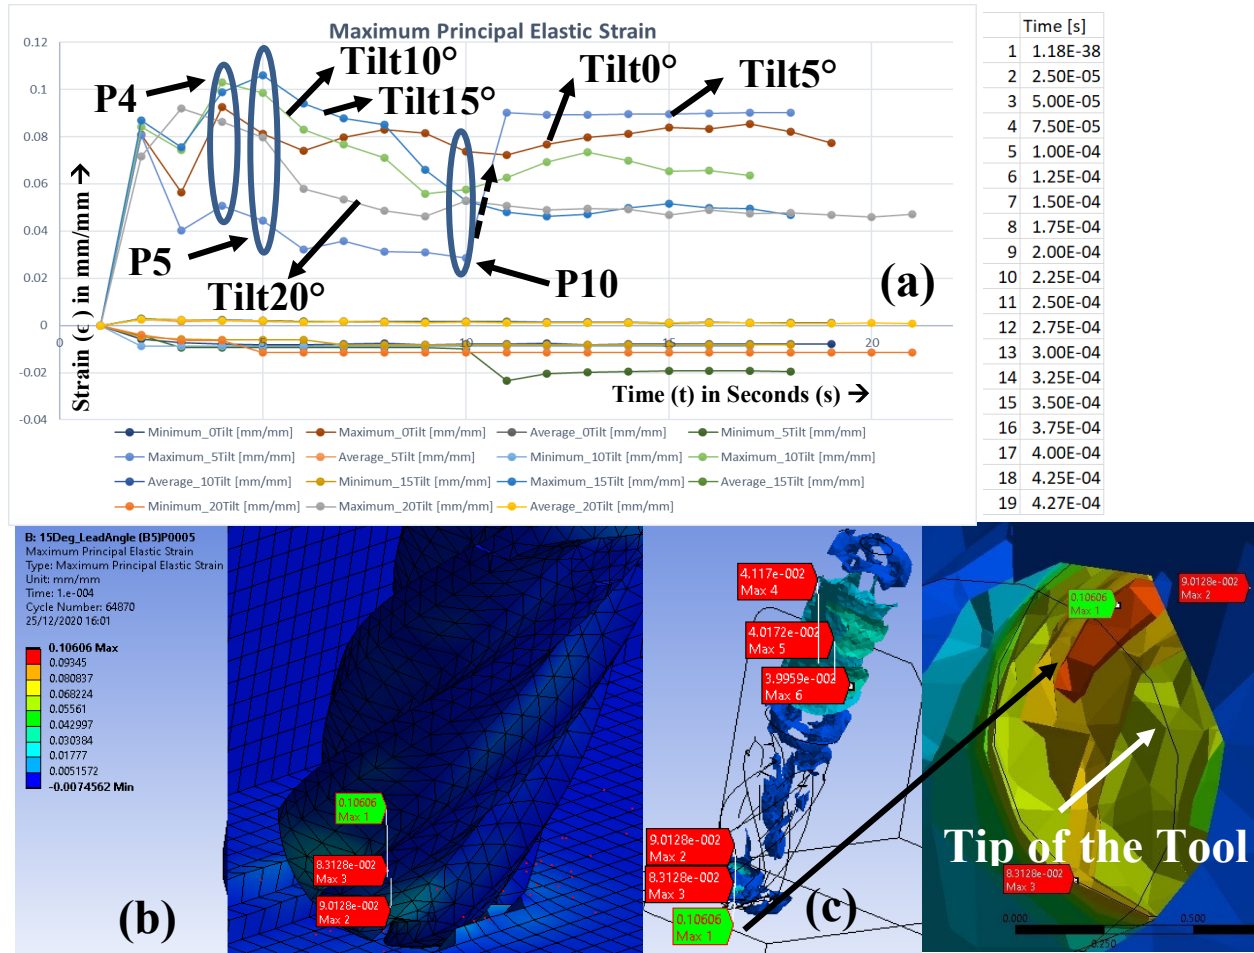 Maximum Principal Elastic Strain
0.12
0.1
0.08
0.06
0.04
0.02
0
-0.02
-0.04
0
5
10
15
20
Strain (ϵ ) in mm/mm →
Time (t) in Seconds (s) →
P4
P5
P10
Tilt10°
Tilt15°
Tilt0°
Tilt5°
Tilt20°
(a)
Minimum_0Tilt [mm/mm]
Maximum_0Tilt [mm/mm]
Average_0Tilt [mm/mm]
Minimum_5Tilt [mm/mm]
Maximum_5Tilt [mm/mm]
Average_5Tilt [mm/mm]
Minimum_10Tilt [mm/mm]
Maximum_10Tilt [mm/mm]
Average_10Tilt [mm/mm]
Minimum_15Tilt [mm/mm]
Maximum_15Tilt [mm/mm]
Average_15Tilt [mm/mm]
Minimum_20Tilt [mm/mm]
Maximum_20Tilt [mm/mm]
Average_20Tilt [mm/mm]
Time [s]
1 1.18E-38
2 2.50E-05
3 5.00E-05
4 7.50E-05
5 1.00E-04
6 1.25E-04
7 1.50E-04
8 1.75E-04
9 2.00E-04
10 2.25E-04
11 2.50E-04
12 2.75E-04
13 3.00E-04
14 3.25E-04
15 3.50E-04
16 3.75E-04
17 4.00E-04
18 4.25E-04
19 4.27E-04
B: 15Deg_LeadAngle (B5)P0005
Maximum Principal Elastic Strain
Type: Maximum Principal Elastic Strain
Unit: mm/mm
Time: 1.e-004
Cycle Number: 64870
25/12/2020 16:01
0.10606 Max
0.09345
0.080837
0.068224
0.05561
0.042997
0.030384
0.01777
0.0051572
-0.0074562 Min
0.10606
Max 1
8.3128e-002
Max 3
9.0128e-002
Max 2
(b)
4.117e-002
Max 4
4.0172e-002
Max 5
3.9959e-002
Max 6
9.0128e-002
Max 2
8.3128e-002
Max 3
0.10606
Max 1
(c)
0.10606
Max 1
9.0128e-002
Max 2
Tip of the Tool
8.3128e-002
Max 3
0.000
0.500
0.250